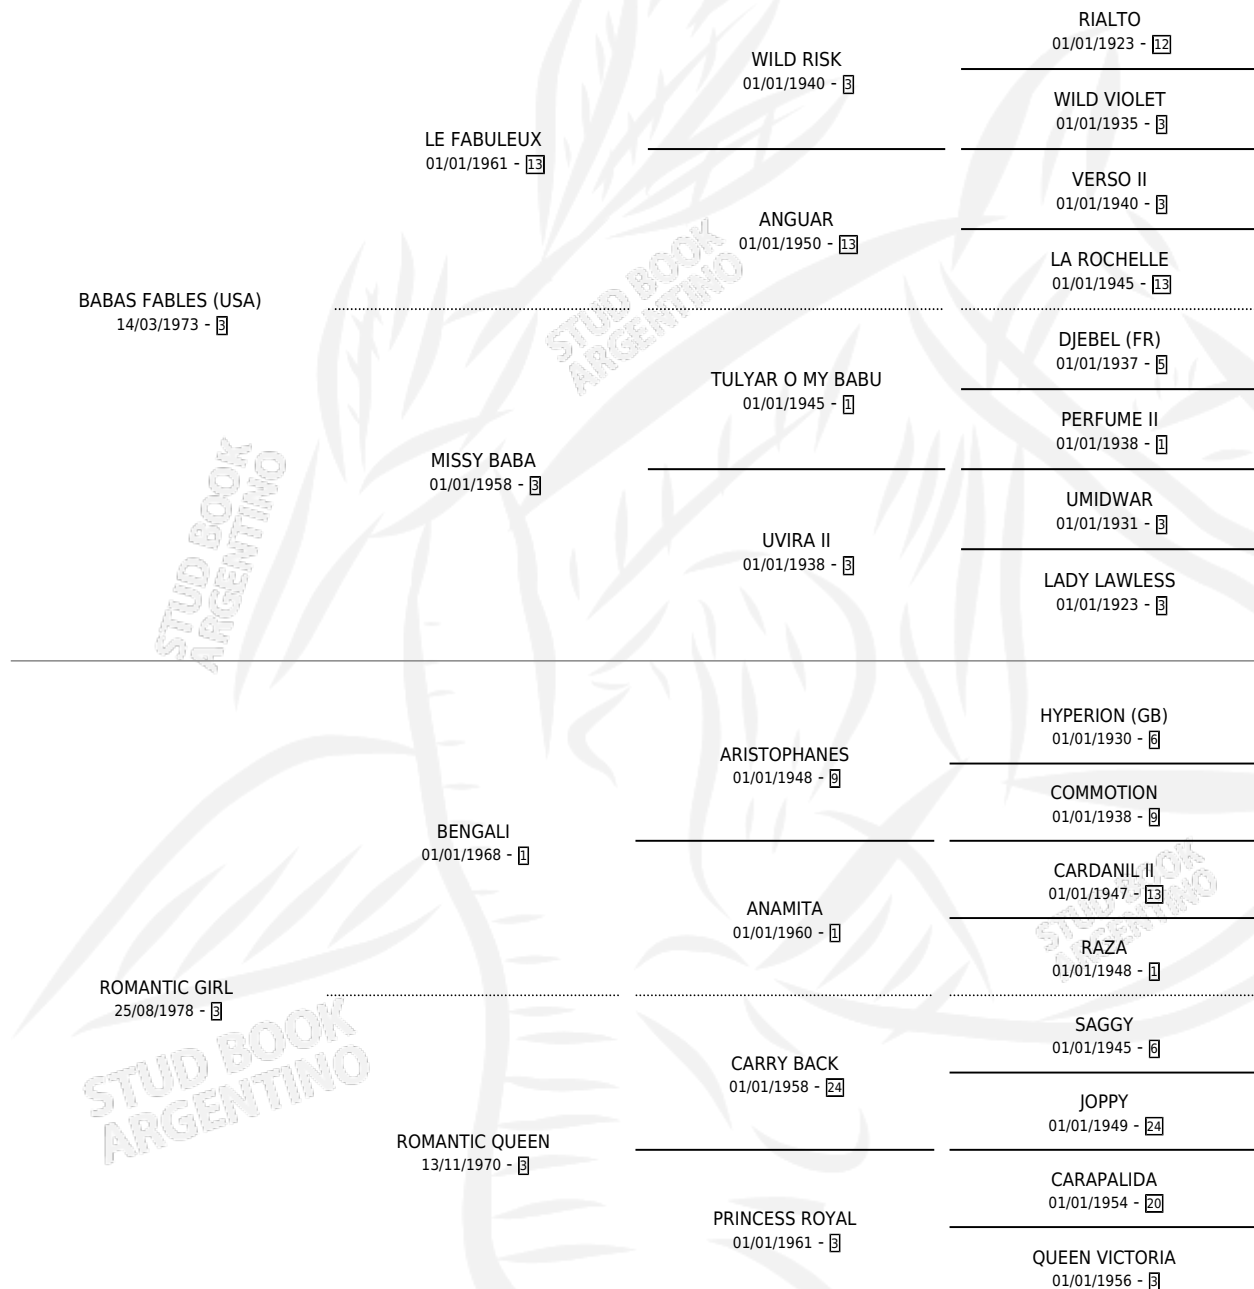 RIALTO
01/01/1923 - 12
WILD RISK
01/01/1940 - 3
WILD VIOLET
01/01/1935 - 3
LE FABULEUX
01/01/1961 - 13
VERSO II
01/01/1940 - 3
ANGUAR
01/01/1950 - 13
LA ROCHELLE
01/01/1945 - 13
BABAS FABLES (USA)
14/03/1973 - 3
DJEBEL (FR)
01/01/1937 - 5
TULYAR O MY BABU
01/01/1945 - 1
PERFUME II
01/01/1938 - 1
MISSY BABA
01/01/1958 - 3
UMIDWAR
01/01/1931 - 3
UVIRA II
01/01/1938 - 3
LADY LAWLESS
01/01/1923 - 3
HYPERION (GB)
01/01/1930 - 6
ARISTOPHANES
01/01/1948 - 9
COMMOTION
01/01/1938 - 9
BENGALI
01/01/1968 - 1
CARDANIL II
01/01/1947 - 13
ANAMITA
01/01/1960 - 1
RAZA
01/01/1948 - 1
ROMANTIC GIRL
25/08/1978 - 3
SAGGY
01/01/1945 - 6
CARRY BACK
01/01/1958 - 24
JOPPY
01/01/1949 - 24
ROMANTIC QUEEN
13/11/1970 - 3
CARAPALIDA
01/01/1954 - 20
PRINCESS ROYAL
01/01/1961 - 3
QUEEN VICTORIA
01/01/1956 - 3
STUD BOOK
ARGENTINO
STUD BOOK
ARGENTINO
STUD BOOK
ARGENTINO
STUD BOOK
ARGENTINO